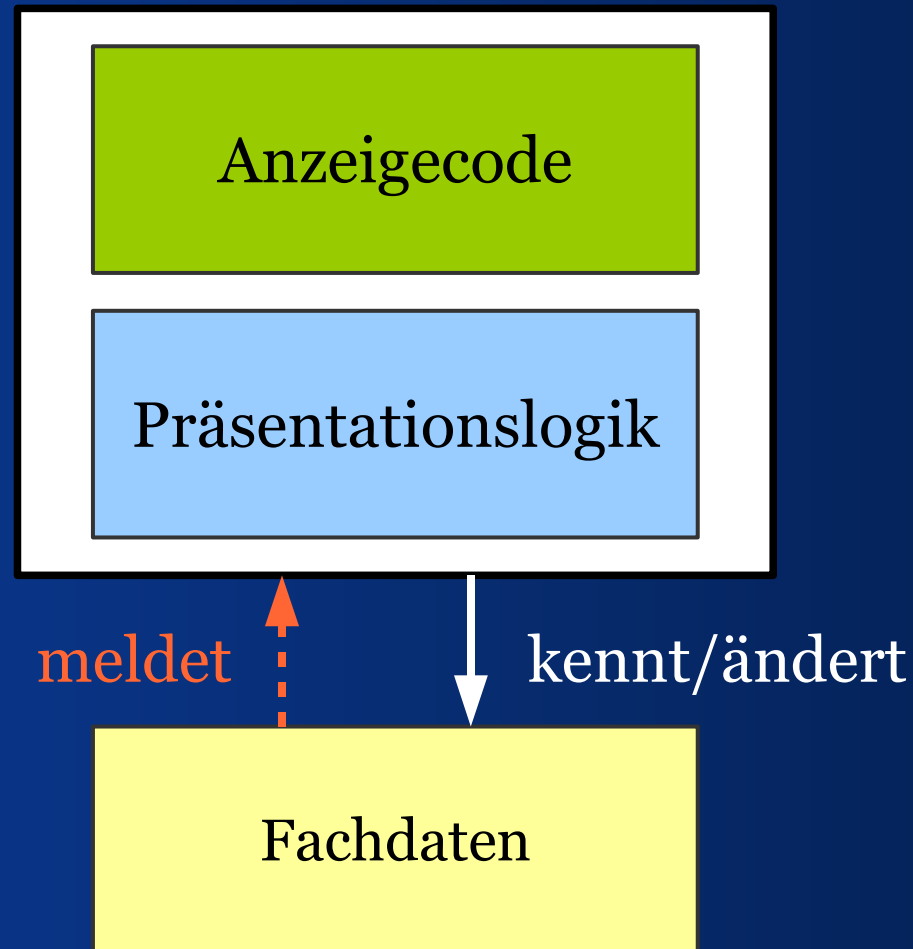 Anzeigecode
Präsentationslogik
meldet
kennt/ändert
Fachdaten